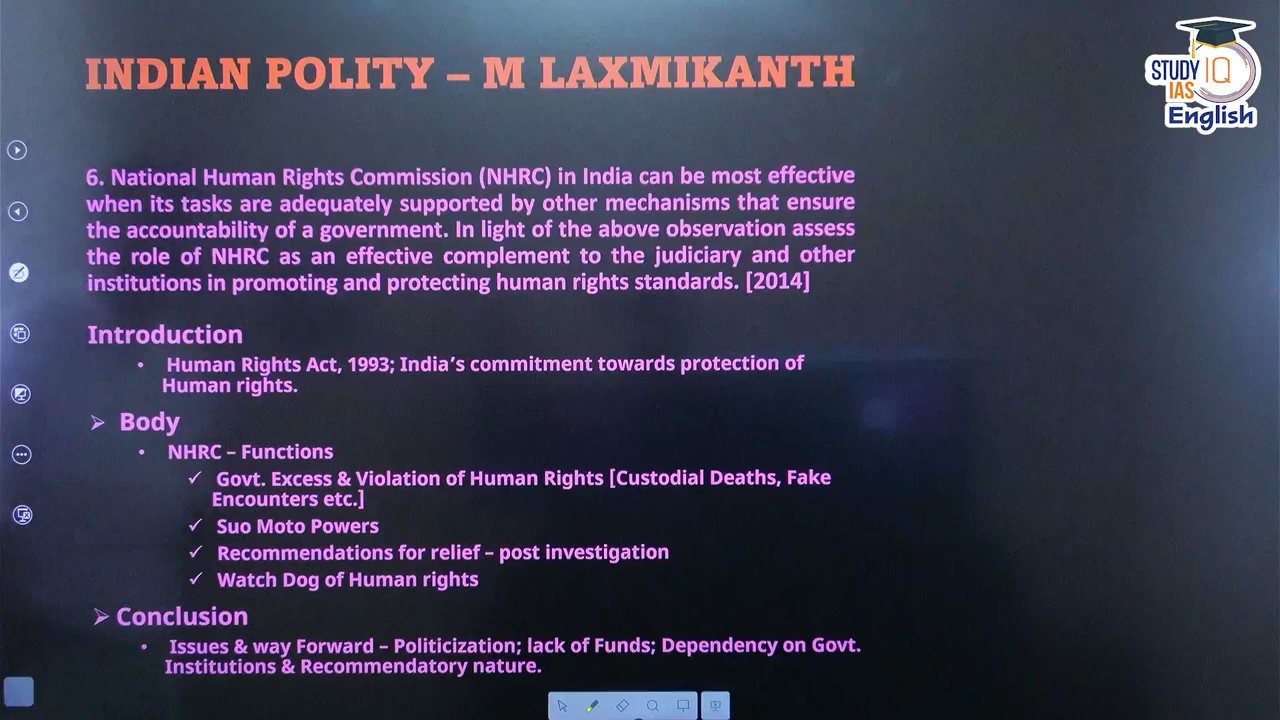 INDIAN POLITY – M LAXMIKANTH
STUDY IQ
IAS
English
6. National Human Rights Commission (NHRC) in India can be most effective
when its tasks are adequately supported by other mechanisms that ensure
the accountability of a government. In light of the above observation assess
the role of NHRC as an effective complement to the judiciary and other
institutions in promoting and protecting human rights standards. [2014]
Introduction
• Human Rights Act, 1993; India’s commitment towards protection of
Human rights.
➢ Body
• NHRC – Functions
✓ Govt. Excess & Violation of Human Rights [Custodial Deaths, Fake
Encounters etc.]
✓ Suo Moto Powers
✓ Recommendations for relief – post investigation
✓ Watch Dog of Human rights
➢ Conclusion
• Issues & way Forward – Politicization; lack of Funds; Dependency on Govt.
Institutions & Recommendatory nature.